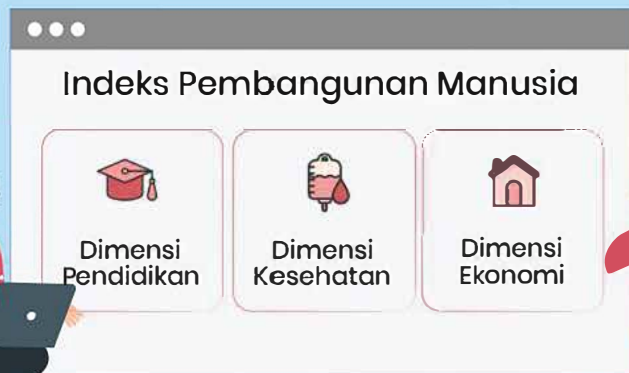 Indeks Pembangunan Manusia
Dimensi
Pendidikan
Dimensi
Kesehatan
Dimensi
Ekonomi